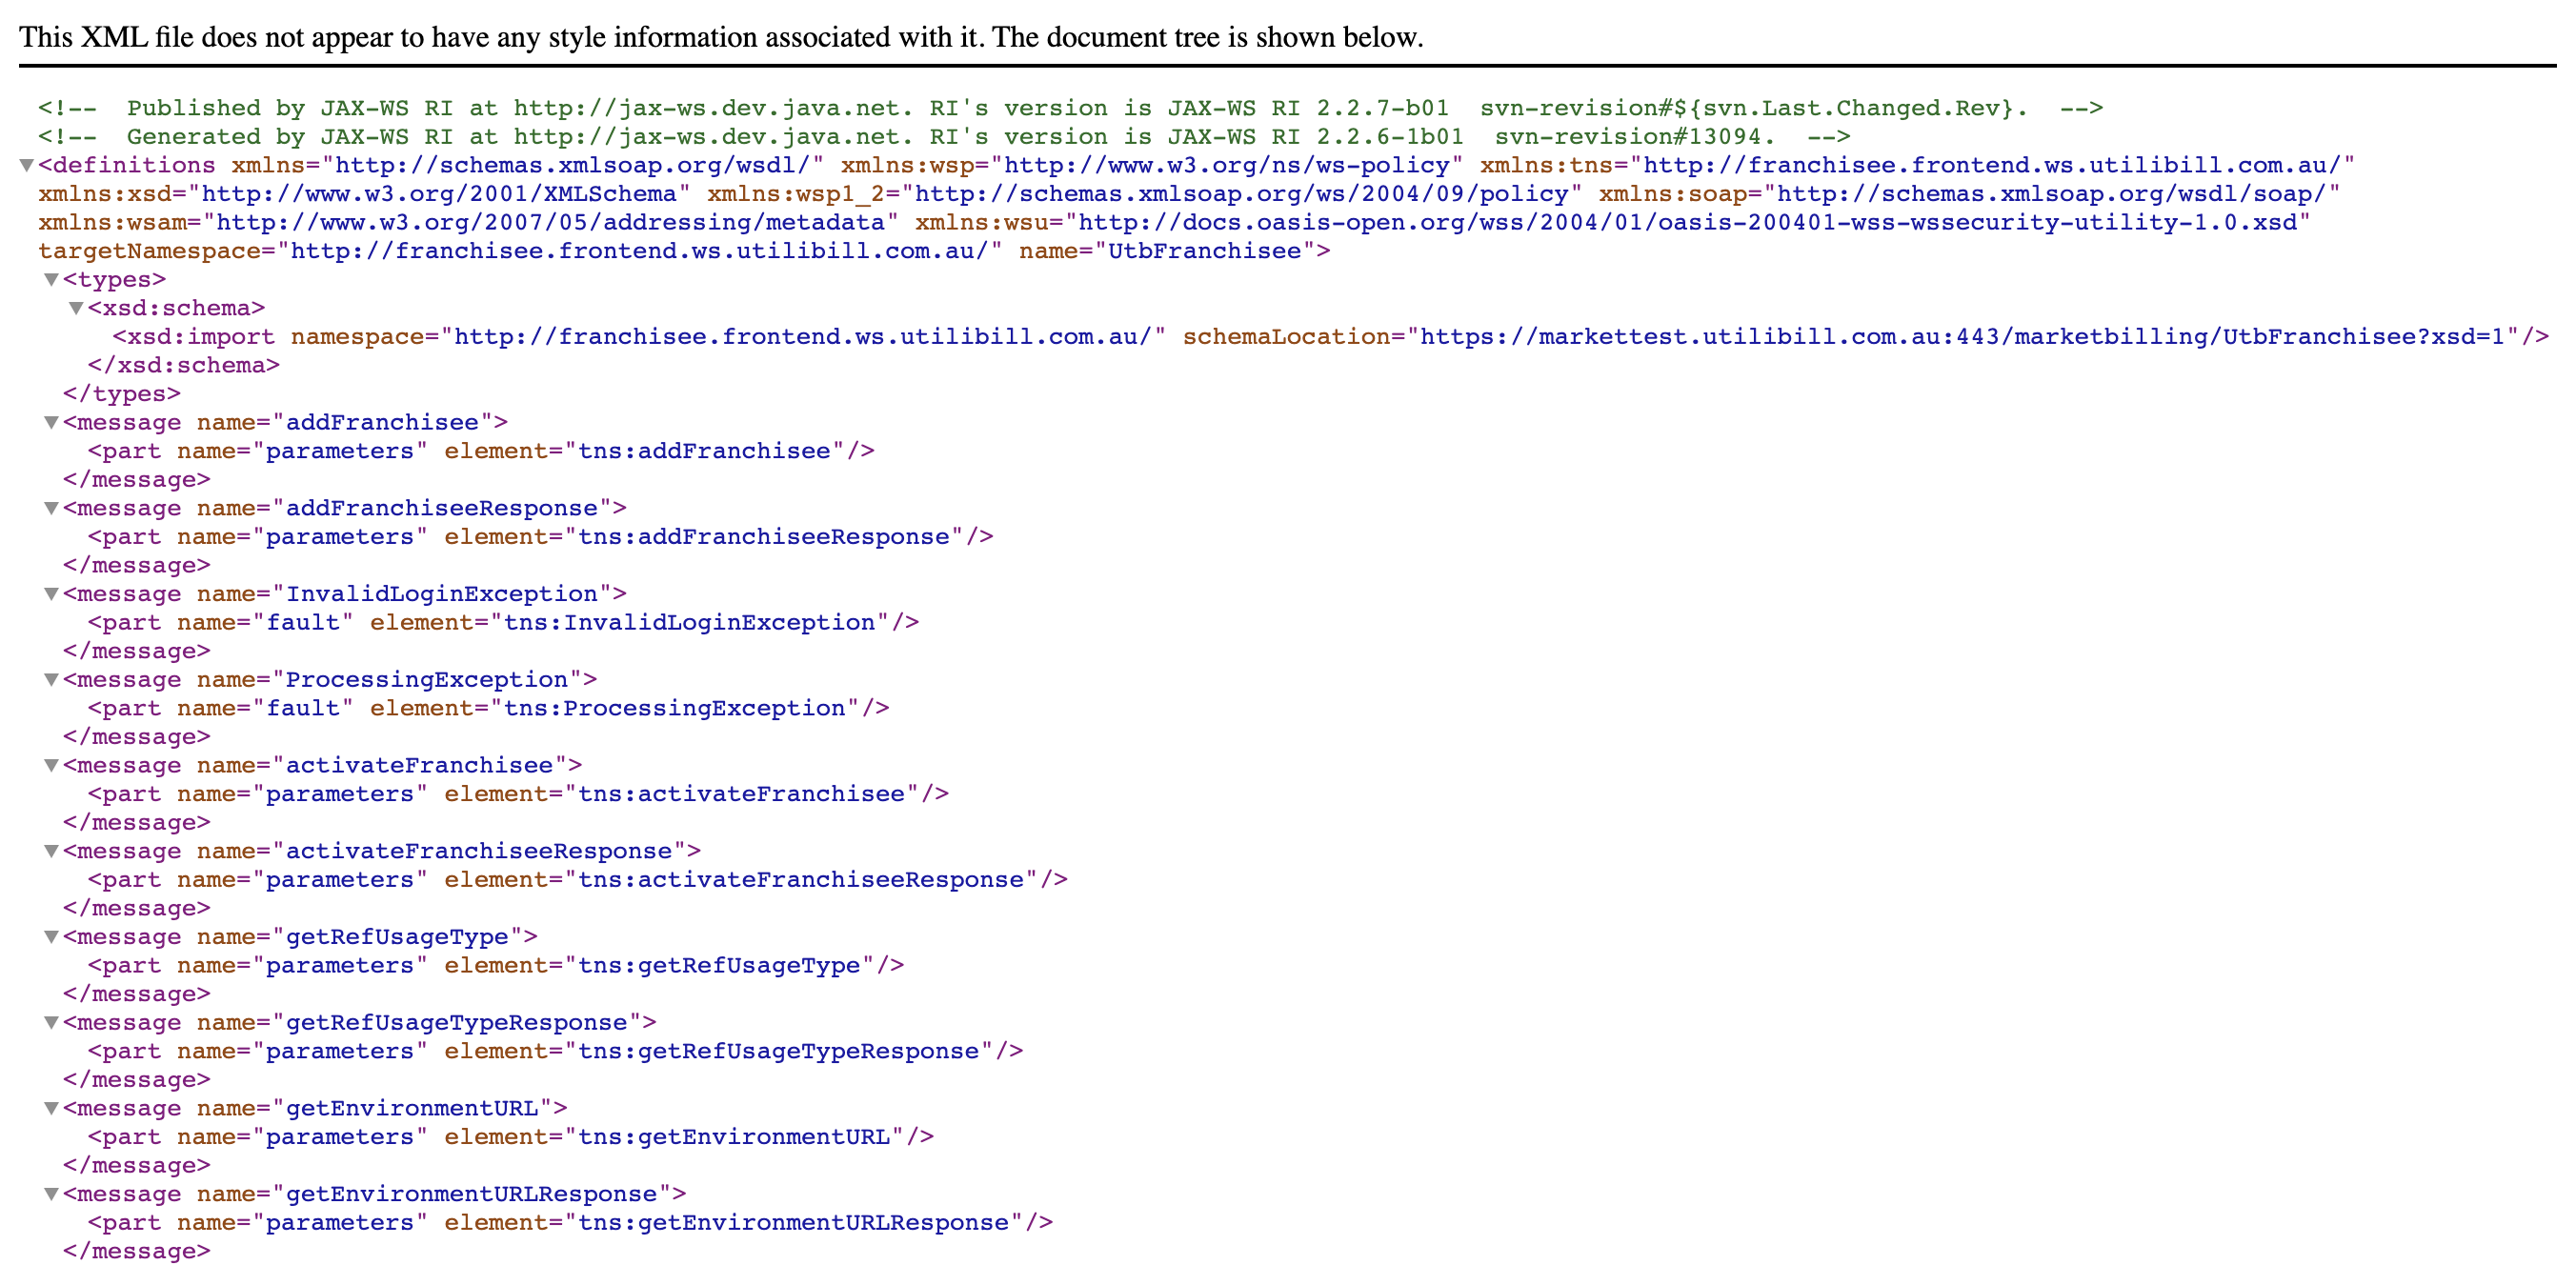 This XML file does not appear to have any style information associated with it. The document tree is shown below.
<!-- Published by JAX-WS RI at http://jax-ws.dev.java.net. RI's version is JAX-WS RI 2.2.7-b01 svn-revision#${svn.Last.Changed.Rev}. -->
<!-- Generated by JAX-WS RI at http://jax-ws.dev.java.net. RI's version is JAX-WS RI 2.2.6-1b01 svn-revision#13094. -->
▼<definitions xmlns="http://schemas.xmlsoap.org/wsdl/" xmlns:wsp="http://www.w3.org/ns/ws-policy" xmlns:tns="http://franchisee.frontend.ws.utilibill.com.au/"
xmlns:xsd="http://www.w3.org/2001/XMLSchema" xmlns:wsp1_2="http://schemas.xmlsoap.org/ws/2004/09/policy" xmlns:soap="http://schemas.xmlsoap.org/wsdl/soap/"
xmlns:wsam="http://www.w3.org/2007/05/addressing/metadata" xmlns:wsu="http://docs.oasis-open.org/wss/2004/01/oasis-200401-wss-wssecurity-utility-1.0.xsd"
targetNamespace="http://franchisee.frontend.ws.utilibill.com.au/" name="UtbFranchisee">
▼<types>
▼<xsd:schema>
<xsd:import namespace="http://franchisee.frontend.ws.utilibill.com.au/" schemaLocation="https://markettest.utilibill.com.au:443/marketbilling/UtbFranchisee?xsd=1"/>
</xsd:schema>
</types>
▼<message name="addFranchisee">
<part name="parameters" element="tns:addFranchisee"/>
</message>
▼<message name="addFranchiseeResponse">
<part name="parameters" element="tns:addFranchiseeResponse"/>
</message>
▼<message name="InvalidLoginException">
<part name="fault" element="tns:InvalidLoginException"/>
</message>
▼<message name="ProcessingException">
<part name="fault" element="tns:ProcessingException"/>
</message>
▼<message name="activateFranchisee">
<part name="parameters" element="tns:activateFranchisee"/>
</message>
▼<message name="activateFranchiseeResponse">
<part name="parameters" element="tns:activateFranchiseeResponse"/>
</message>
▼<message name="getRefUsageType">
<part name="parameters" element="tns:getRefUsageType"/>
</message>
▼<message name="getRefUsageTypeResponse">
<part name="parameters" element="tns:getRefUsageTypeResponse"/>
</message>
▼<message name="getEnvironmentURL">
<part name="parameters" element="tns:getEnvironmentURL"/>
</message>
▼<message name="getEnvironmentURLResponse">
<part name="parameters" element="tns:getEnvironmentURLResponse"/>
</message>